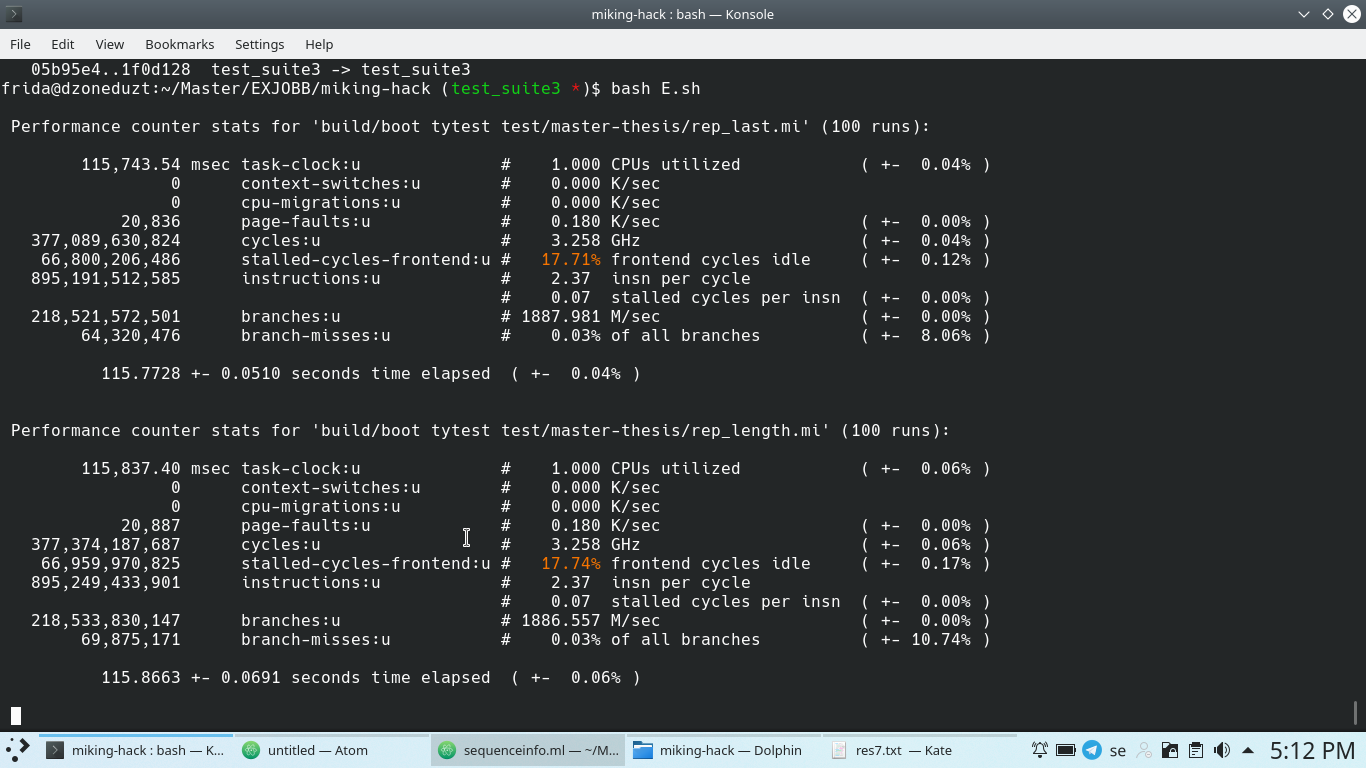 miking-hack : bash — Konsole
File Edit View Bookmarks Settings Help
05b95e4..1f0d128  test_suite3 -> test_suite3
frida@dzoneduzt:~/Master/EXJOBB/miking-hack (test_suite3 *)$ bash E.sh
Performance counter stats for 'build/boot tytest test/master-thesis/rep_last.mi' (100 runs):
115,743.54 msec task-clock:u # 1.000 CPUs utilized ( +- 0.04% )
0 context-switches:u # 0.000 K/sec
0 cpu-migrations:u # 0.000 K/sec
20,836 page-faults:u # 0.180 K/sec ( +- 0.00% )
377,089,630,824 cycles:u # 3.258 GHz ( +- 0.04% )
66,800,206,486 stalled-cycles-frontend:u # 17.71% frontend cycles idle ( +- 0.12% )
895,191,512,585 instructions:u # 2.37 insn per cycle
# 0.07 stalled cycles per insn ( +- 0.00% )
218,521,572,501 branches:u # 1887.981 M/sec ( +- 0.00% )
64,320,476 branch-misses:u # 0.03% of all branches ( +- 8.06% )
115.7728 +- 0.0510 seconds time elapsed ( +- 0.04% )
Performance counter stats for 'build/boot tytest test/master-thesis/rep_length.mi' (100 runs):
115,837.40 msec task-clock:u # 1.000 CPUs utilized ( +- 0.06% )
0 context-switches:u # 0.000 K/sec
0 cpu-migrations:u # 0.000 K/sec
20,887 page-faults:u # 0.180 K/sec ( +- 0.00% )
377,374,187,687 cycles:u # 3.258 GHz ( +- 0.06% )
66,959,970,825 stalled-cycles-frontend:u # 17.74% frontend cycles idle ( +- 0.17% )
895,249,433,901 instructions:u # 2.37 insn per cycle
# 0.07 stalled cycles per insn ( +- 0.00% )
218,533,830,147 branches:u # 1886.557 M/sec ( +- 0.00% )
69,875,171 branch-misses:u # 0.03% of all branches ( +- 10.74% )
115.8663 +- 0.0691 seconds time elapsed ( +- 0.06% )
miking-hack : bash — K... untitled — Atom sequenceinfo.ml — ~/M... miking-hack — Dolphin res7.txt — Kate se 5:12 PM